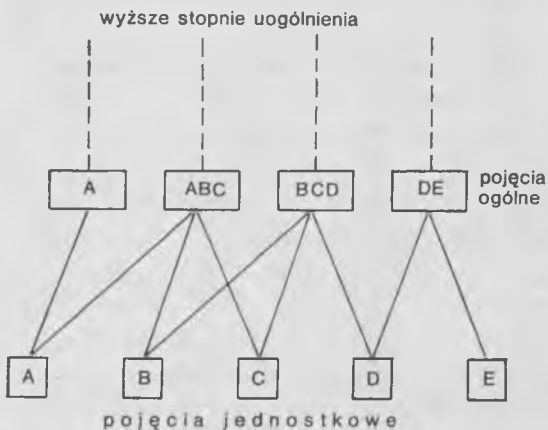 wyższe stopnie uogólnienia
A ABC BCD DE
pojęcia
ogólne
A B C D E
pojęcia jednostkowe